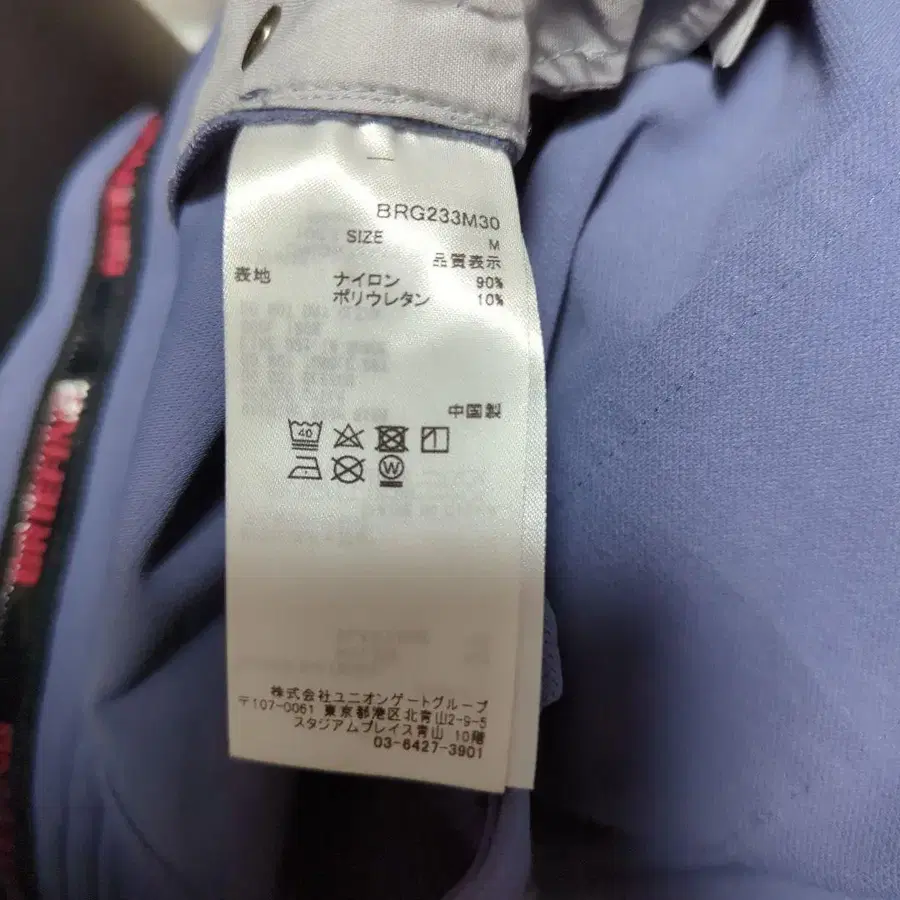 BRG233M30
SIZE M
品質表示
表地 ナイロン 90%
ポリウレタン 10%
中国製
40
W
株式会社ユニオンゲートグループ
〒107-0061 東京都港区北青山2-9-5
スタジアムプレイス青山 10階
03-6427-3901